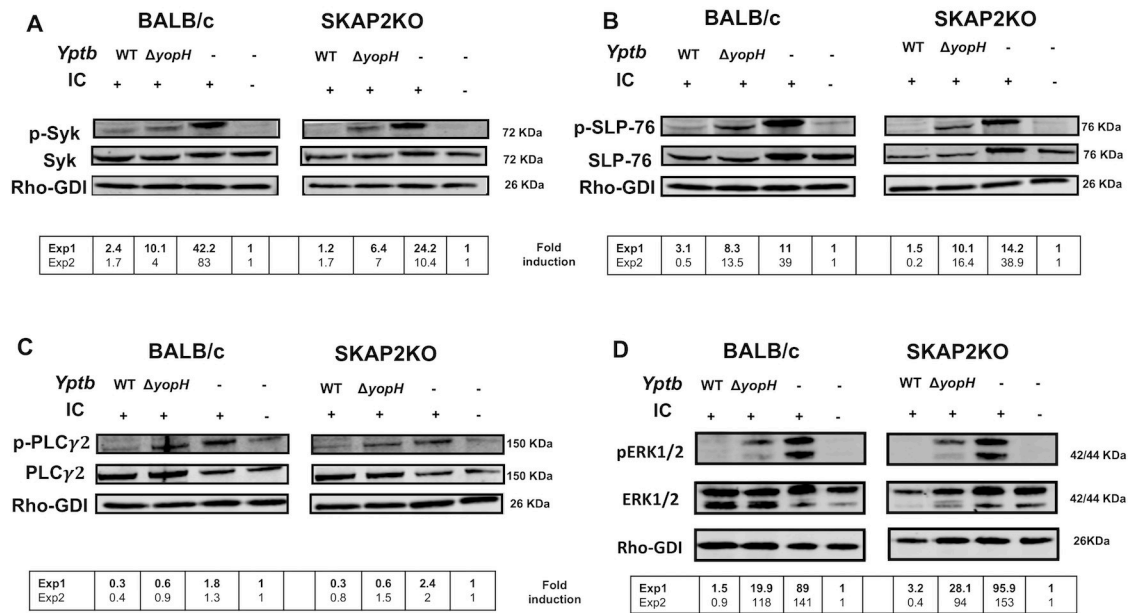 A
BALB/c SKAP2KO
Yptb WT ΔyopH - - WT ΔyopH - -
IC + + + - + + + -
p-Syk 72 KDa
Syk 72 KDa
Rho-GDI 26 KDa
Exp1 2.4 10.1 42.2 1 1.2 6.4 24.2 1
Exp2 1.7 4 83 1 1.7 7 10.4 1
Fold
induction
B
BALB/c SKAP2KO
Yptb WT ΔyopH - - WT ΔyopH - -
IC + + + - + + + -
p-SLP-76 76 KDa
SLP-76 76 KDa
Rho-GDI 26 KDa
Exp1 3.1 8.3 11 1 1.5 10.1 14.2 1
Exp2 0.5 13.5 39 1 0.2 16.4 38.9 1
C
BALB/c SKAP2KO
Yptb WT ΔyopH - - WT ΔyopH - -
IC + + + - + + + -
p-PLCγ2 150 KDa
PLCγ2 150 KDa
Rho-GDI 26 KDa
Exp1 0.3 0.6 1.8 1 0.3 0.6 2.4 1
Exp2 0.4 0.9 1.3 1 0.8 1.5 2 1
Fold
induction
D
BALB/c SKAP2KO
Yptb WT ΔyopH - - WT ΔyopH - -
IC + + + - + + + -
pERK1/2 42/44 KDa
ERK1/2 42/44 KDa
Rho-GDI 26KDa
Exp1 1.5 19.9 89 1 3.2 28.1 95.9 1
Exp2 0.9 118 141 1 0.4 94 153 1